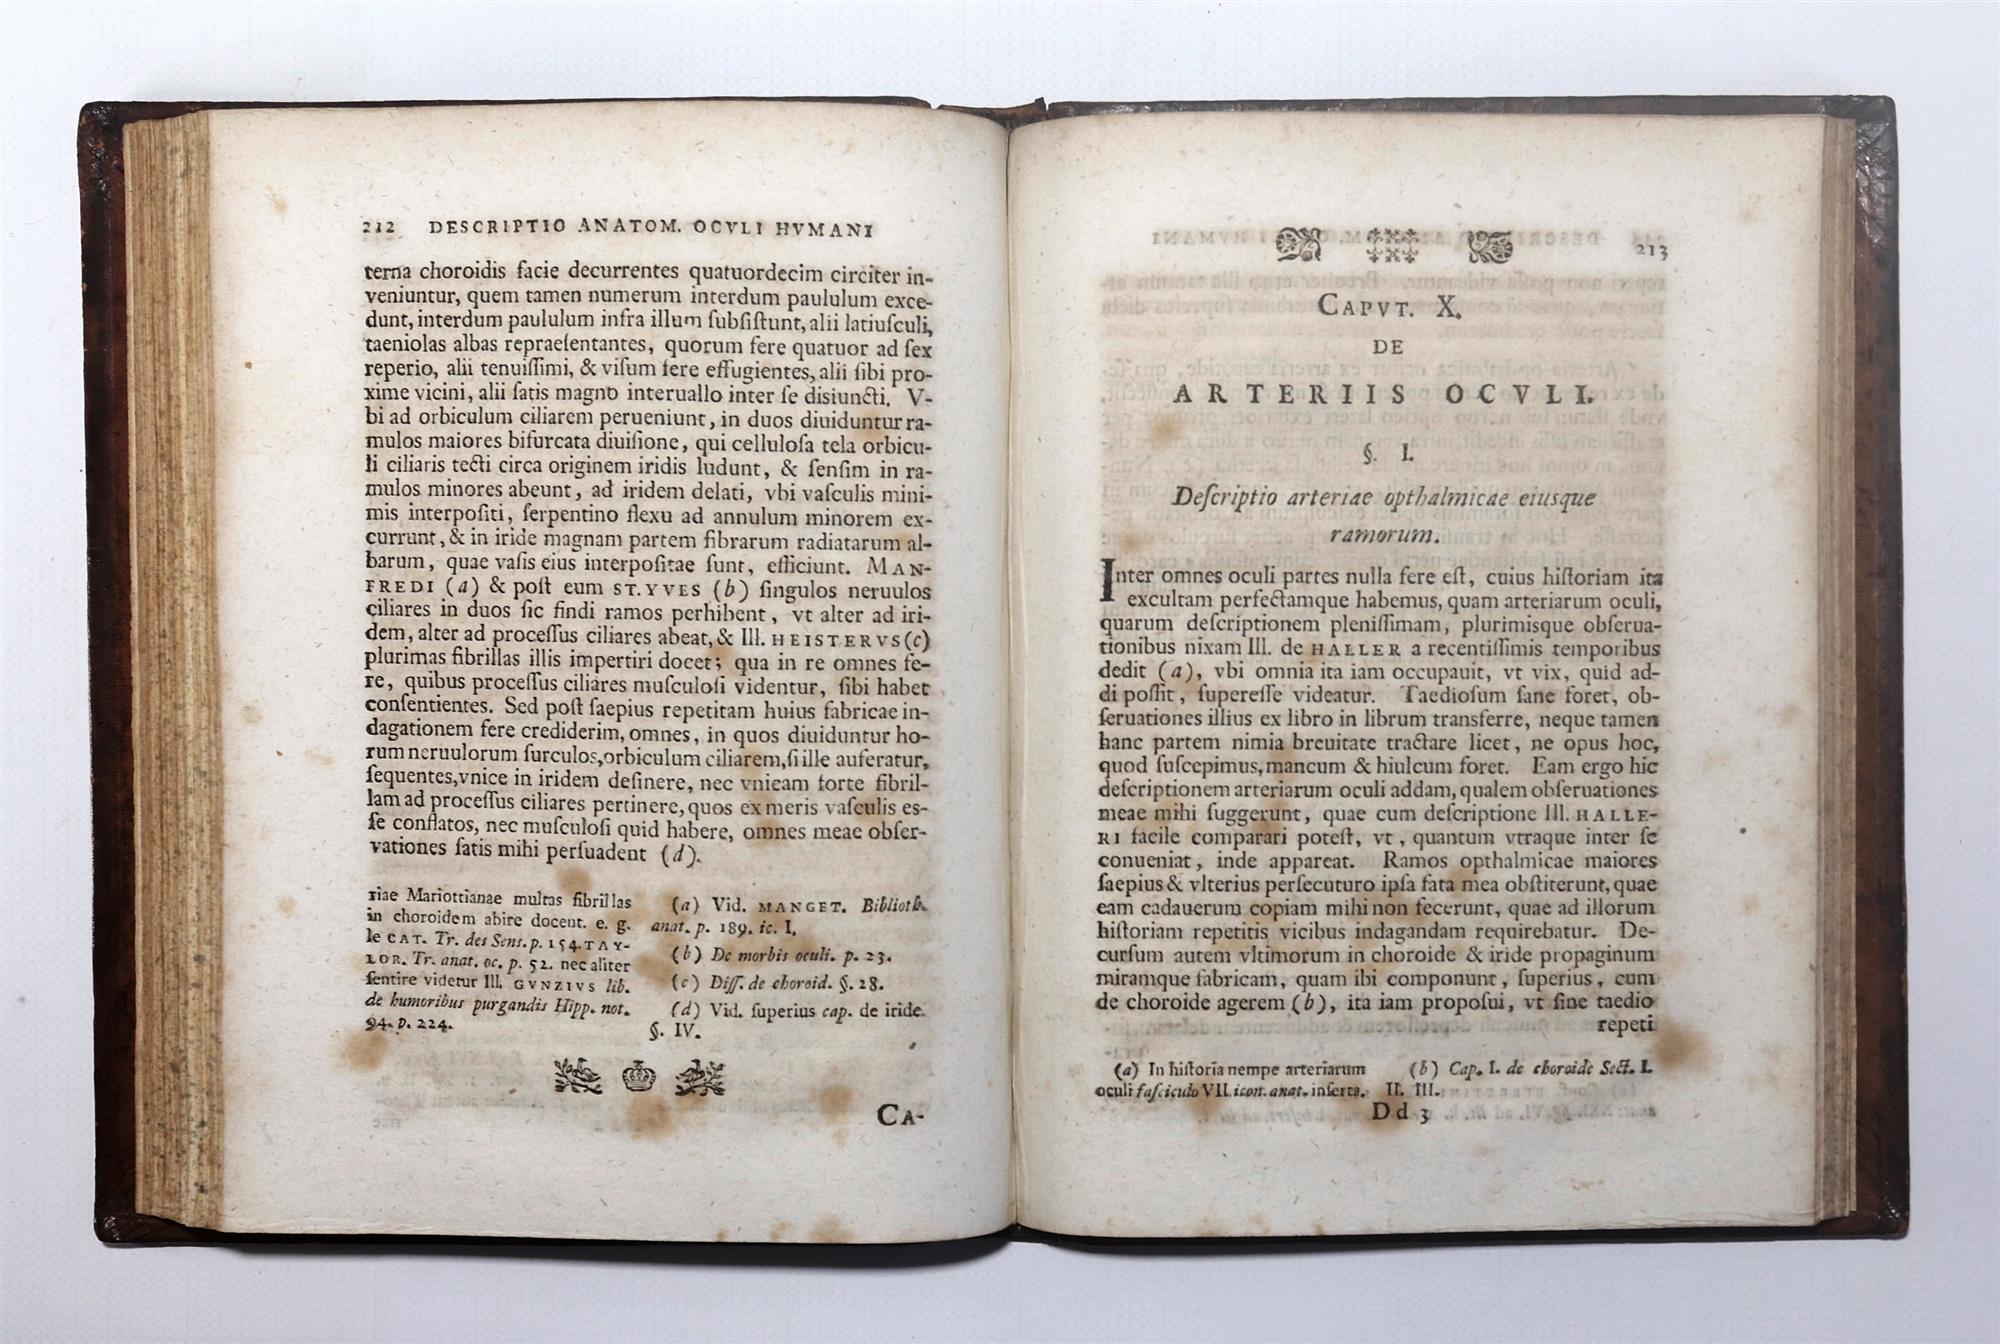 212 DESCRIPTIO ANATOM. OCVLI HVMANI
terna choroidis facie decurrentes quatuordecim circiter in-
veniuntur, quem tamen numerum interdum paululum exce-
dunt, interdum paululum infra illum ſubſiſtunt, alii latiuſculi,
taeniolas albas repraeſentantes, quorum fere quatuor ad ſex
reperio, alii tenuiſſimi, & viſum fere effugientes, alii ſibi pro-
xime vicini, alii ſatis magno interuallo inter ſe disiuncti. V-
bi ad orbiculum ciliarem perueniunt, in duos diuiduntur ra-
mulos maiores bifurcata diuiſione, qui celluloſa tela orbicu-
li ciliaris tecti circa originem iridis ludunt, & ſenſim in ra-
mulos minores abeunt, ad iridem delati, vbi vaſculis mini-
mis interpoſiti, ſerpentino flexu ad annulum minorem ex-
currunt, & in iride magnam partem fibrarum radiatarum al-
barum, quae vaſis eius interpoſitae ſunt, efficiunt. MAN-
FREDI (a) & poſt eum ST. YVES (b) ſingulos neruulos
ciliares in duos ſic findi ramos perhibent, vt alter ad iri-
dem, alter ad proceſſus ciliares abeat, & Ill. HEISTERVS (c)
plurimas fibrillas illis impertiri docet; qua in re omnes fe-
re, quibus proceſſus ciliares muſculoſi videntur, ſibi habet
conſentientes. Sed poſt ſaepius repetitam huius fabricae in-
dagationem fere crediderim, omnes, in quos diuiduntur ho-
rum neruulorum ſurculos, orbiculum ciliarem, ſi ille auferatur,
ſequentes, vnice in iridem deſinere, nec vnicam forte fibril-
lam ad proceſſus ciliares pertinere, quos ex meris vaſculis es-
ſe conflatos, nec muſculoſi quid habere, omnes meae obſer-
vationes ſatis mihi perſuadent (d).
riae Mariottianae multas fibrillas
in choroidem abire docent. e. g.
le CAT. Tr. des Sens. p. 154. TAY-
LOR. Tr. anat. oc. p. 52. nec aliter
ſentire videtur Ill. GVNZIVS lib.
de humoribus purgandis Hipp. not.
94. p. 224.
(a) Vid. MANGET. Biblioth.
anat. p. 189. ic. I.
(b) De morbis oculi. p. 23.
(c) Diſſ. de choroid. §. 28.
(d) Vid. ſuperius cap. de iride
§. IV.
CA-
213
CAPVT. X.
DE
ARTERIIS OCVLI.
§. I.
Deſcriptio arteriae opthalmicae eiusque
ramorum.
Inter omnes oculi partes nulla fere eſt, cuius hiſtoriam ita
excultam perfectamque habemus, quam arteriarum oculi,
quarum deſcriptionem pleniſſimam, plurimisque obſerua-
tionibus nixam Ill. de HALLER a recentiſſimis temporibus
dedit (a), vbi omnia ita iam occupauit, vt vix, quid ad-
di poſſit, ſupereſſe videatur. Taedioſum ſane foret, ob-
ſeruationes illius ex libro in librum transferre, neque tamen
hanc partem nimia breuitate tractare licet, ne opus hoc,
quod ſuſcepimus, mancum & hiulcum foret. Eam ergo hic
deſcriptionem arteriarum oculi addam, qualem obſeruationes
meae mihi ſuggerunt, quae cum deſcriptione Ill. HALLE-
RI facile comparari poteſt, vt, quantum vtraque inter ſe
conueniat, inde appareat. Ramos opthalmicae maiores
ſaepius & vlterius perſecuturo ipſa fata mea obſtiterunt, quae
eam cadauerum copiam mihi non fecerunt, quae ad illorum
hiſtoriam repetitis vicibus indagandam requirebatur. De-
curſum autem vltimorum in choroide & iride propaginum
miramque fabricam, quam ibi componunt, ſuperius, cum
de choroide agerem (b), ita iam propoſui, vt ſine taedio
repeti
(a) In hiſtoria nempe arteriarum
oculi faſciculo VII. icon. anat. inſerta.
(b) Cap. I. de choroide Sect. I.
II. III.
Dd 3